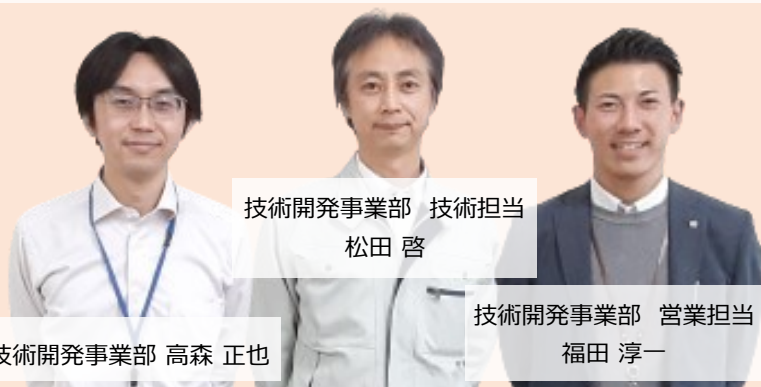 技術開発事業部 技術担当
松田 啓
技術開発事業部 営業担当
福田 淳一
技術開発事業部 高森 正也